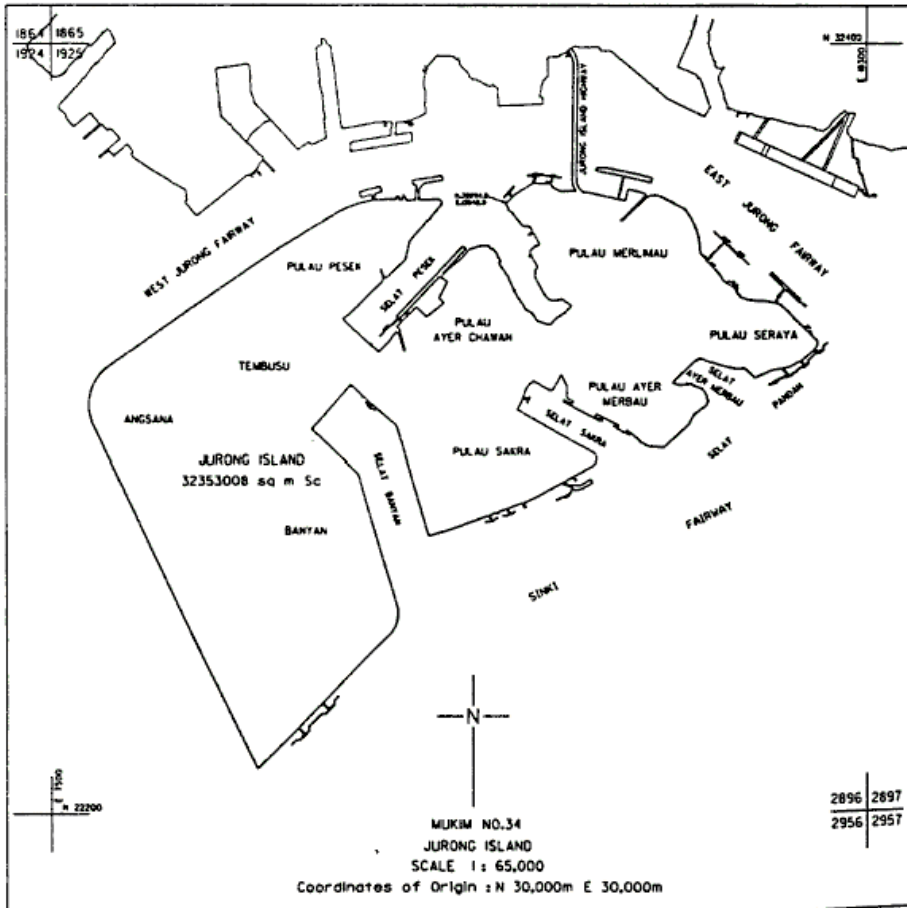 1864 1865
1924 1925
N 32400
E 18300
JURONG ISLAND HIGHWAY
EAST JURONG FAIRWAY
WEST JURONG FAIRWAY
PULAU PESEK
SELAT PESEK
PULAU MERLIMAU
PULAU
AYER CHAWAN
PULAU SERAYA
TEMBUSU
SELAT
AYER MERBAU
PULAU AYER
MERBAU
SELAT PANDAN
ANGSANA
SELAT SAKRA
PULAU SAKRA
JURONG ISLAND
32353008 sq m Sc
SELAT BANYAN
BANYAN
SINKI FAIRWAY
N
E 7500
N 22200
2896 2897
2956 2957
MUKIM NO.34
JURONG ISLAND
SCALE 1 : 65,000
Coordinates of Origin : N 30,000m E 30,000m